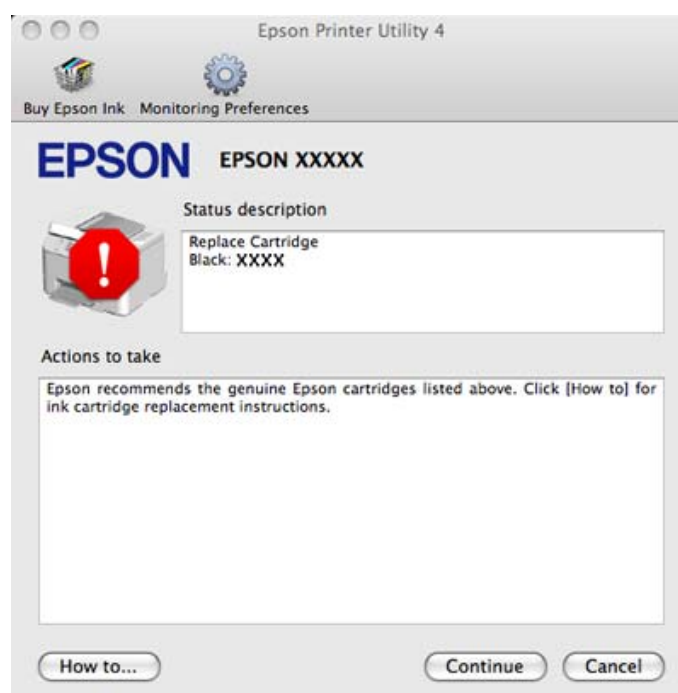 Epson Printer Utility 4
Buy Epson Ink Monitoring Preferences
EPSON EPSON XXXXX
Status description
Replace Cartridge
Black: XXXX
Actions to take
Epson recommends the genuine Epson cartridges listed above. Click [How to] for
ink cartridge replacement instructions.
How to... Continue Cancel